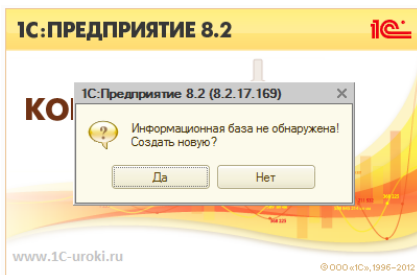 1С:ПРЕДПРИЯТИЕ 8.2
1С
1С:Предприятие 8.2 (8.2.17.169)
КО
Информационная база не обнаружена!
Создать новую?
Да
Нет
www.1C-uroki.ru
© ООО «1С», 1996–2012